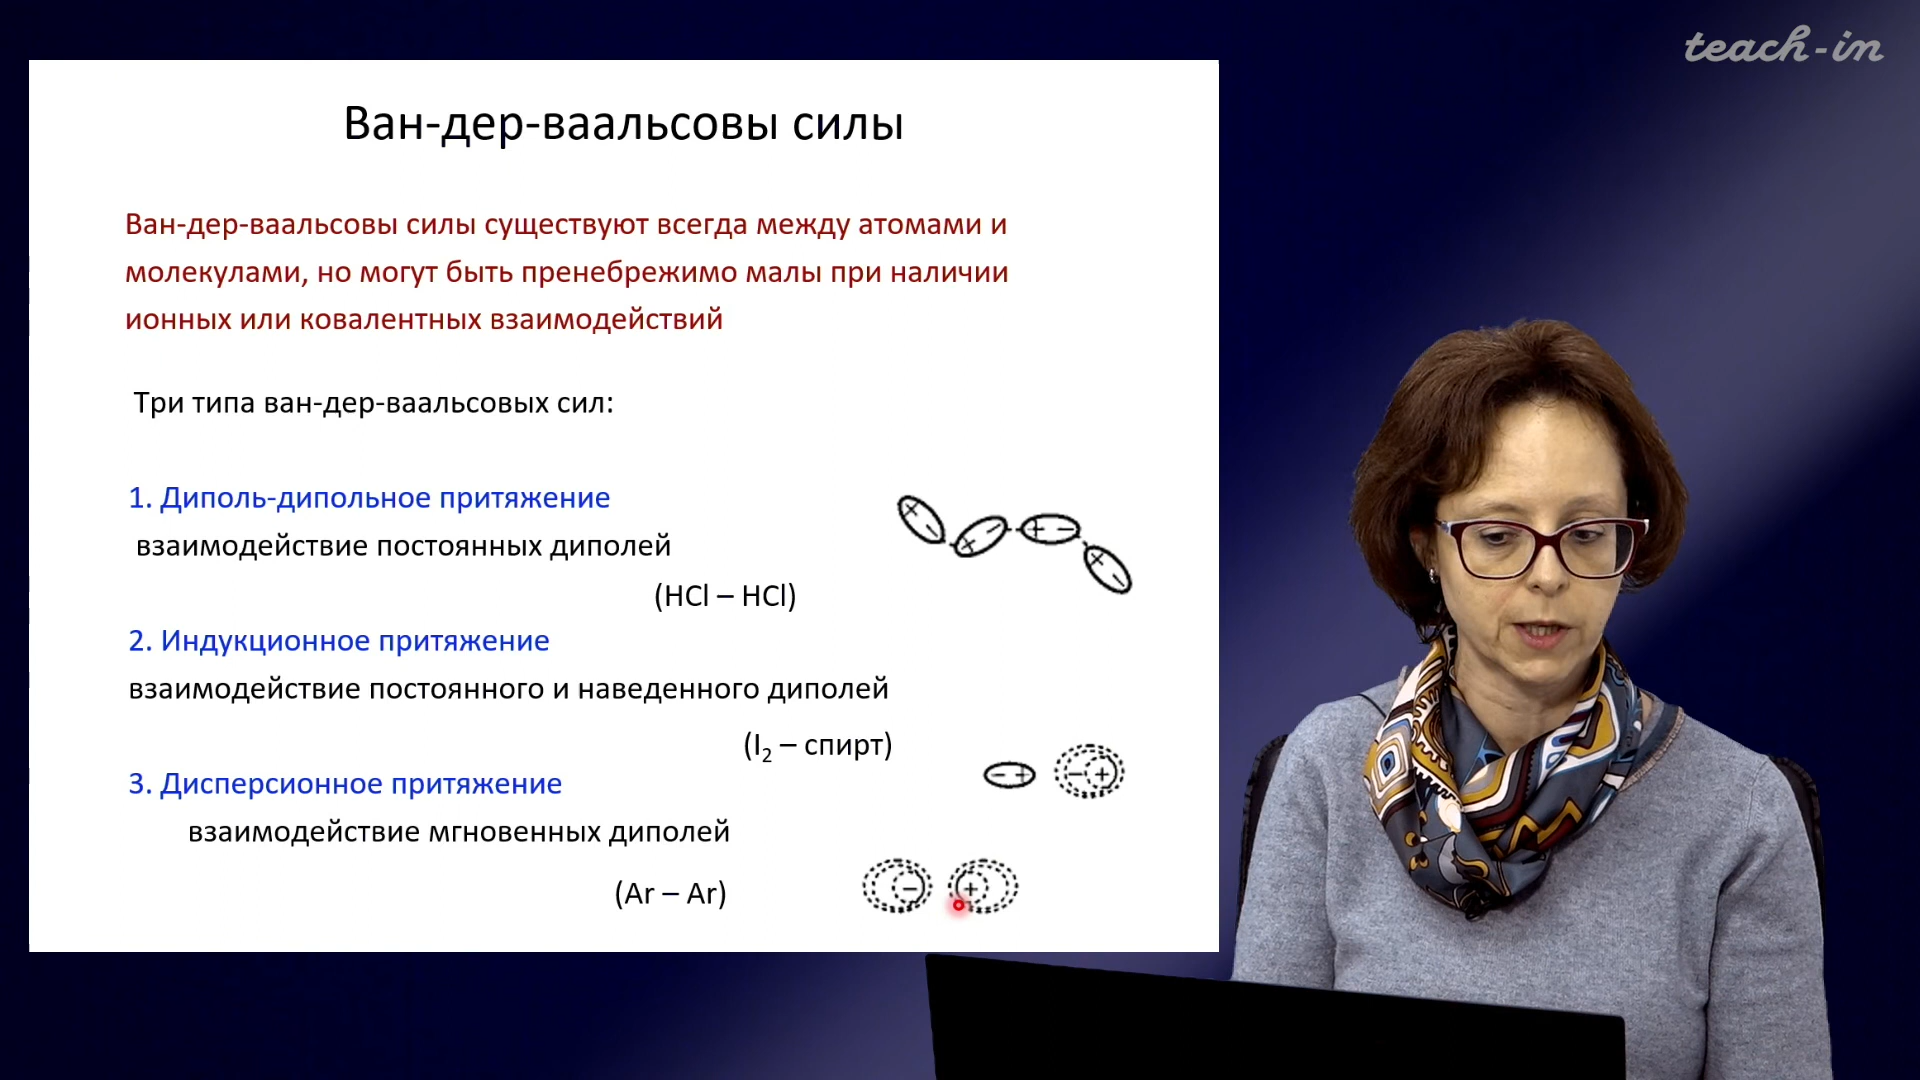 teach-in
Ван-дер-ваальсовы силы
Ван-дер-ваальсовы силы существуют всегда между атомами и
молекулами, но могут быть пренебрежимо малы при наличии
ионных или ковалентных взаимодействий
Три типа ван-дер-ваальсовых сил:
1. Диполь-дипольное притяжение
взаимодействие постоянных диполей
(HCl – HCl)
2. Индукционное притяжение
взаимодействие постоянного и наведенного диполей
(I₂ – спирт)
3. Дисперсионное притяжение
взаимодействие мгновенных диполей
(Ar – Ar)